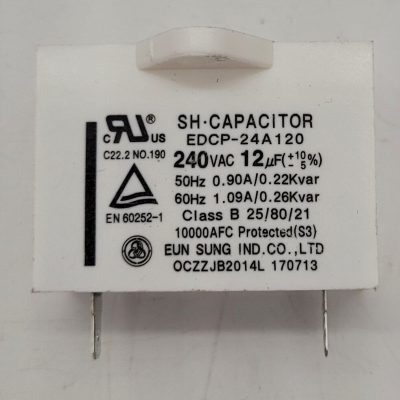 SH·CAPACITOR
EDCP-24A120
240VAC 12µF(+10/-5%)
50Hz 0.90A/0.22Kvar
60Hz 1.09A/0.26Kvar
Class B 25/80/21
10000AFC Protected(S3)
EUN SUNG IND.CO.,LTD
OCZZJB2014L 170713
C RU US
C22.2 NO.190
EN 60252-1